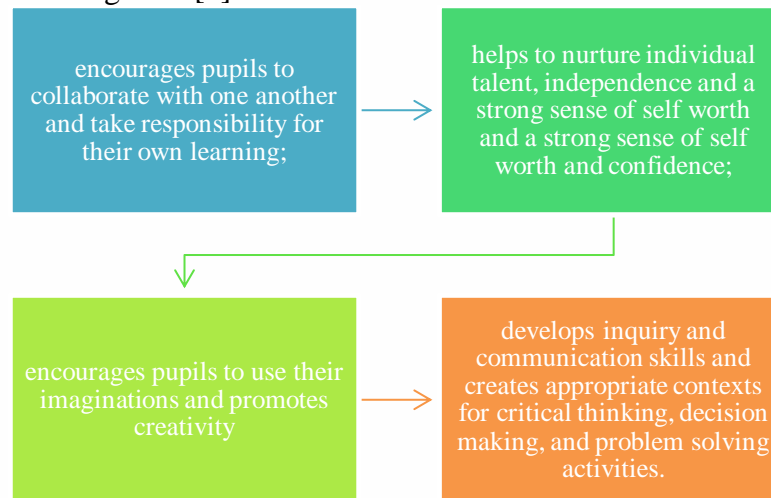 encourages pupils to
collaborate with one another
and take responsibility for
their own learning;
helps to nurture individual
talent, independence and a
strong sense of self worth
and a strong sense of self
worth and confidence;
encourages pupils to use their
imaginations and promotes
creativity
develops inquiry and
communication skills and
creates appropriate contexts
for critical thinking, decision
making, and problem solving
activities.